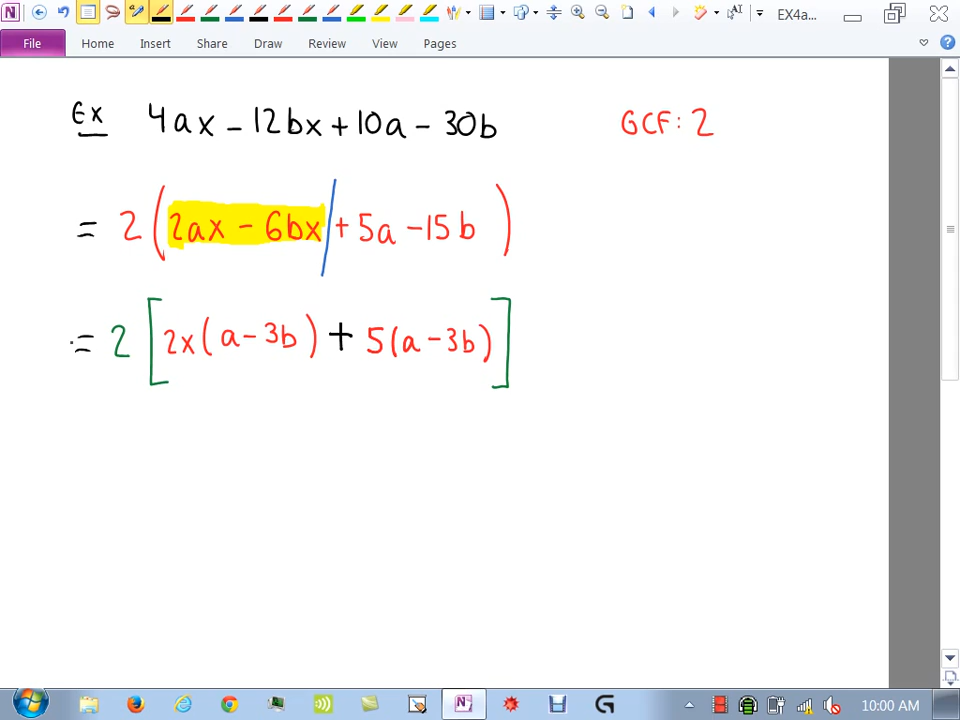 EX4a...
File Home Insert Share Draw Review View Pages
Ex 4ax - 12bx + 10a - 30b GCF: 2
= 2 ( 2ax - 6bx + 5a - 15b )
= 2 [ 2x ( a - 3b ) + 5 ( a - 3b ) ]
10:00 AM